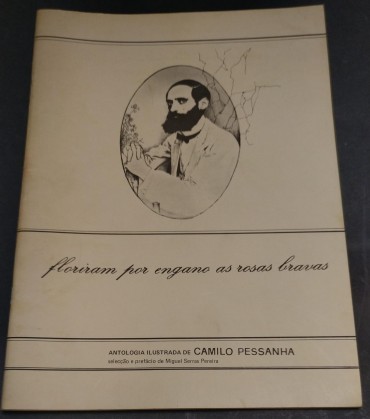 floriram por engano as rosas bravas
ANTOLOGIA ILUSTRADA DE CAMILO PESSANHA
selecção e prefácio de Miguel Serras Pereira